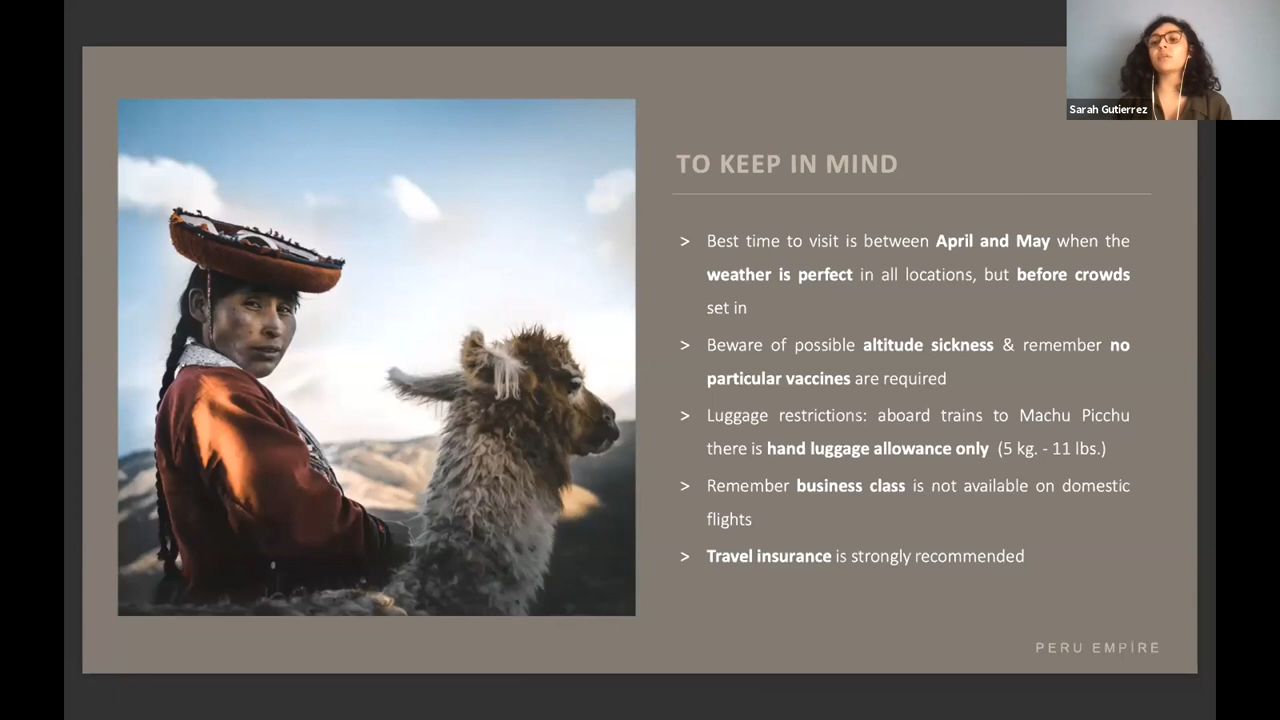 Sarah Gutierrez
TO KEEP IN MIND
> Best time to visit is between April and May when the
weather is perfect in all locations, but before crowds
set in
> Beware of possible altitude sickness & remember no
particular vaccines are required
> Luggage restrictions: aboard trains to Machu Picchu
there is hand luggage allowance only (5 kg. - 11 lbs.)
> Remember business class is not available on domestic
flights
> Travel insurance is strongly recommended
PERU EMPIRE